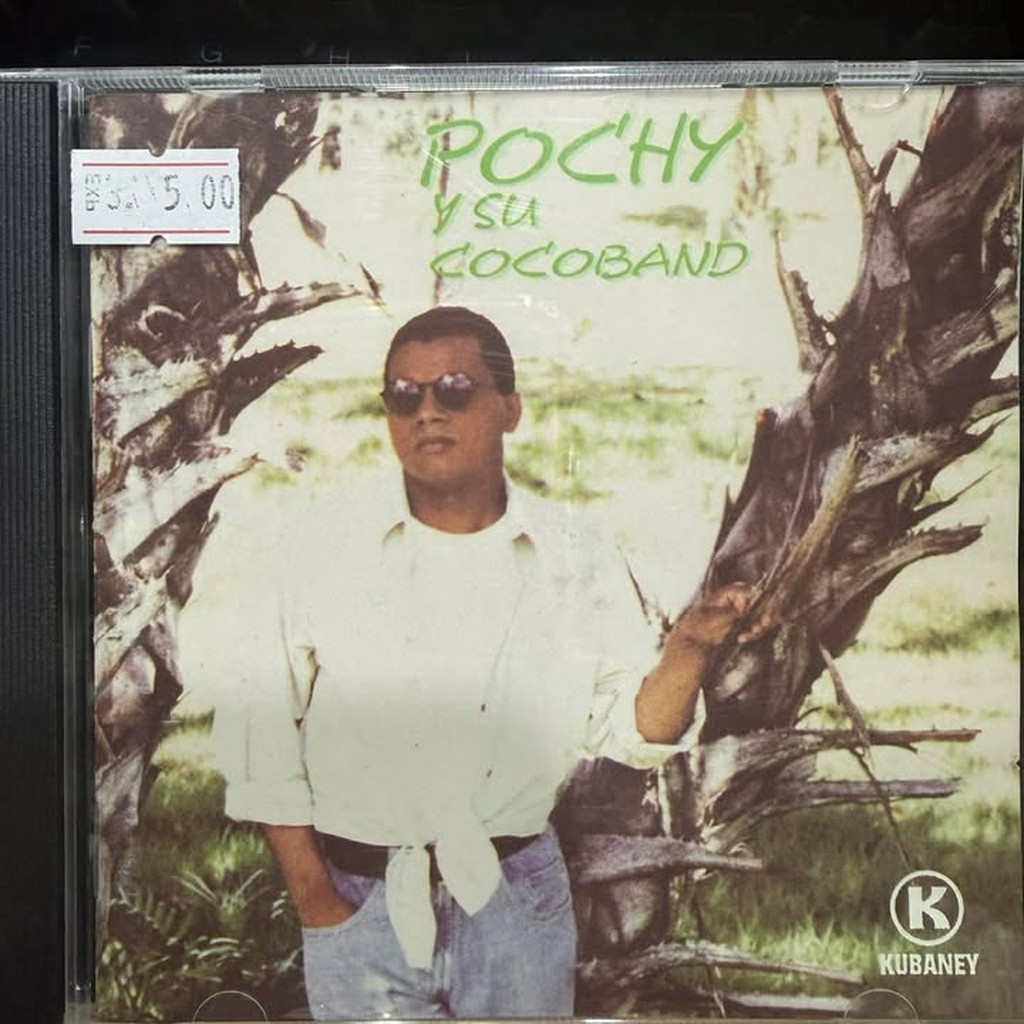 F G H I
5.00
POCHY
Y SU
COCOBAND
K
KUBANEY